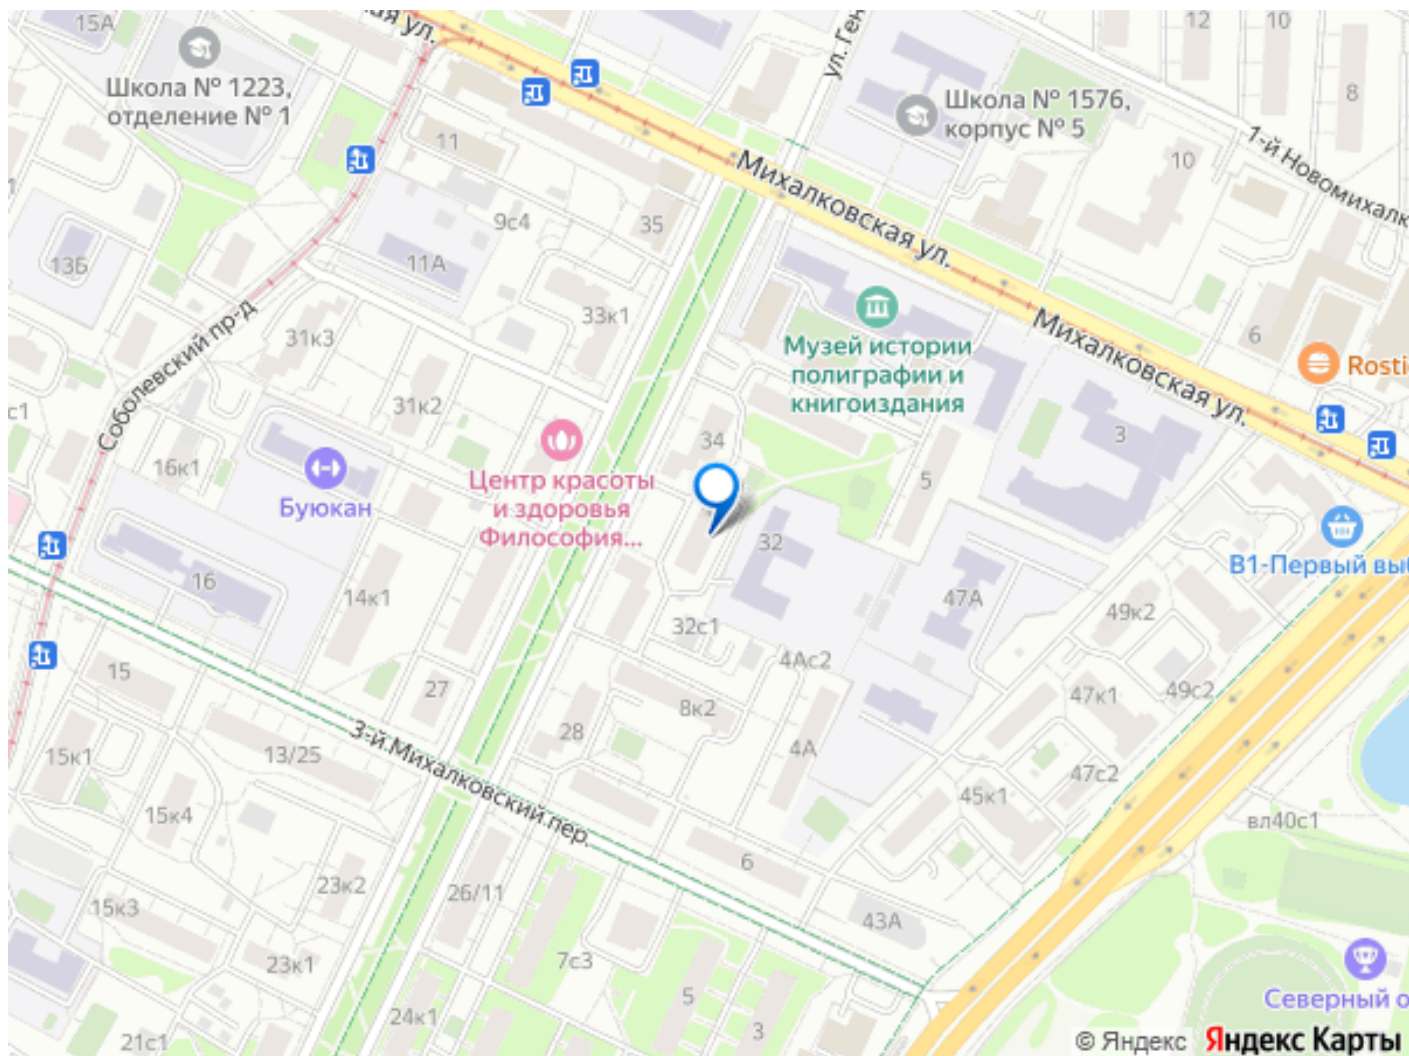 15А
ая ул.
ул. Ген
12
10
Школа № 1223,
отделение № 1
8
Школа № 1576,
корпус № 5
11
10
1-й Новомихалк
Михалковская ул.
9с4
35
13Б
11А
Соболевский пр-д
33к1
31к3
Музей истории
полиграфии и
книгоиздания
Михалковская ул.
6
Rosti
31к2
с1
16к1
Буюкан
Центр красоты
и здоровья
Философия...
34
5
3
32
В1-Первый выб
16
14к1
47А
49к2
32с1
4Ас2
15
27
8к2
47к1
49с2
28
3-й Михалковский пер.
13/25
15к1
4А
47с2
15к4
45к1
вл40с1
6
23к2
26/11
15к3
43А
23к1
7с3
5
24к1
3
21с1
Северный о
© Яндекс Яндекс Карты